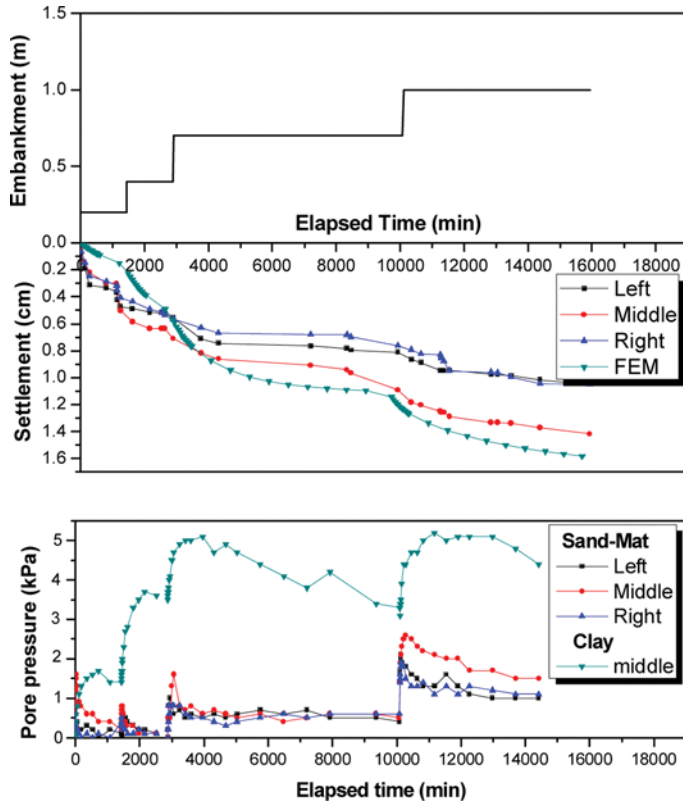 Embankment (m)
1.0
0.5
Elapsed Time (min)
0 2000 4000 6000 8000 10000 12000 14000 16000 18000
Settlement (cm)
0.0
0.2
0.4
0.6
0.8
1.0
1.2
1.4
1.6
Left
Middle
Right
FEM
Pore pressure (kPa)
5
4
3
2
1
0
Sand-Mat
Left
Middle
Right
Clay
middle
0 2000 4000 6000 8000 10000 12000 14000 16000 18000
Elapsed time (min)